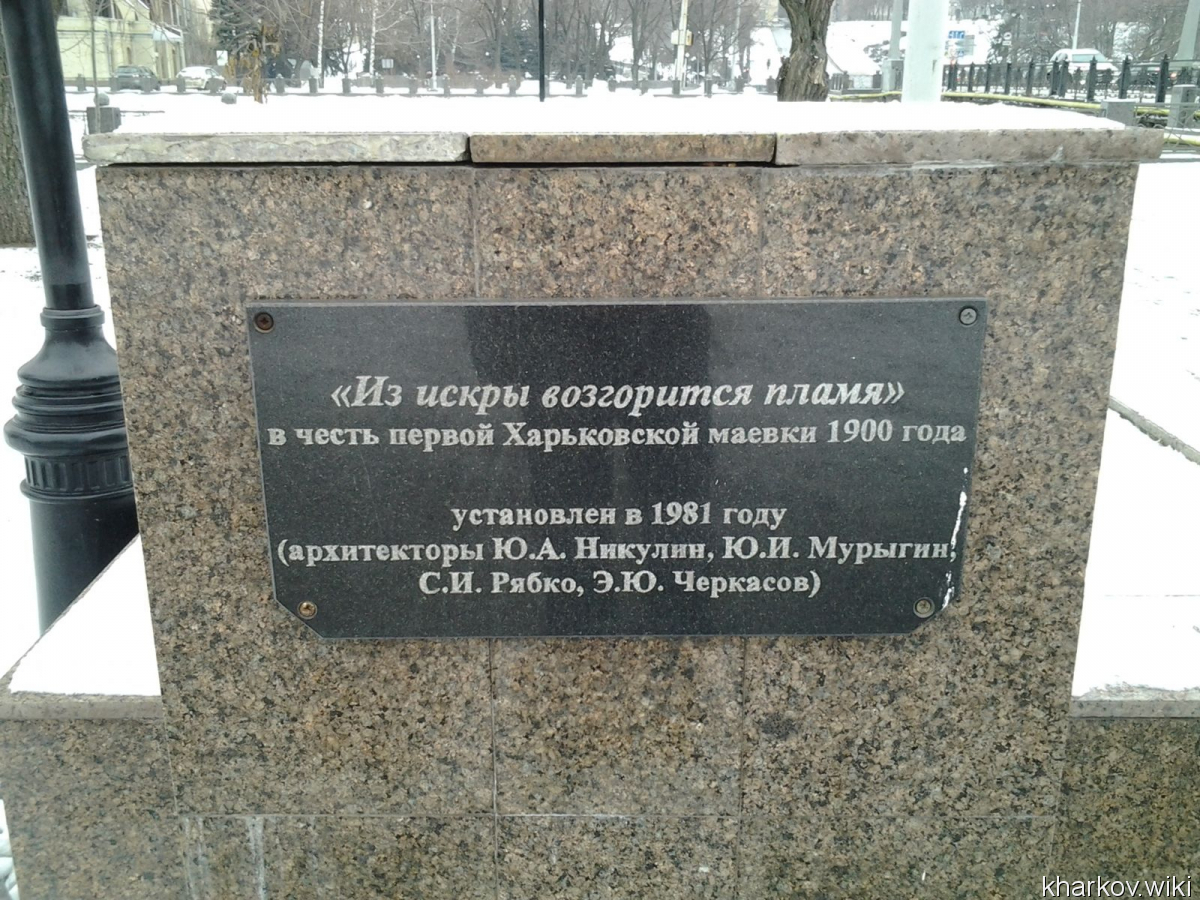 «Из искры возгорится пламя»
в честь первой Харьковской маевки 1900 года
установлен в 1981 году
(архитекторы Ю.А. Никулин, Ю.И. Мурыгин,
С.И. Рябко, Э.Ю. Черкасов)
kharkov.wiki